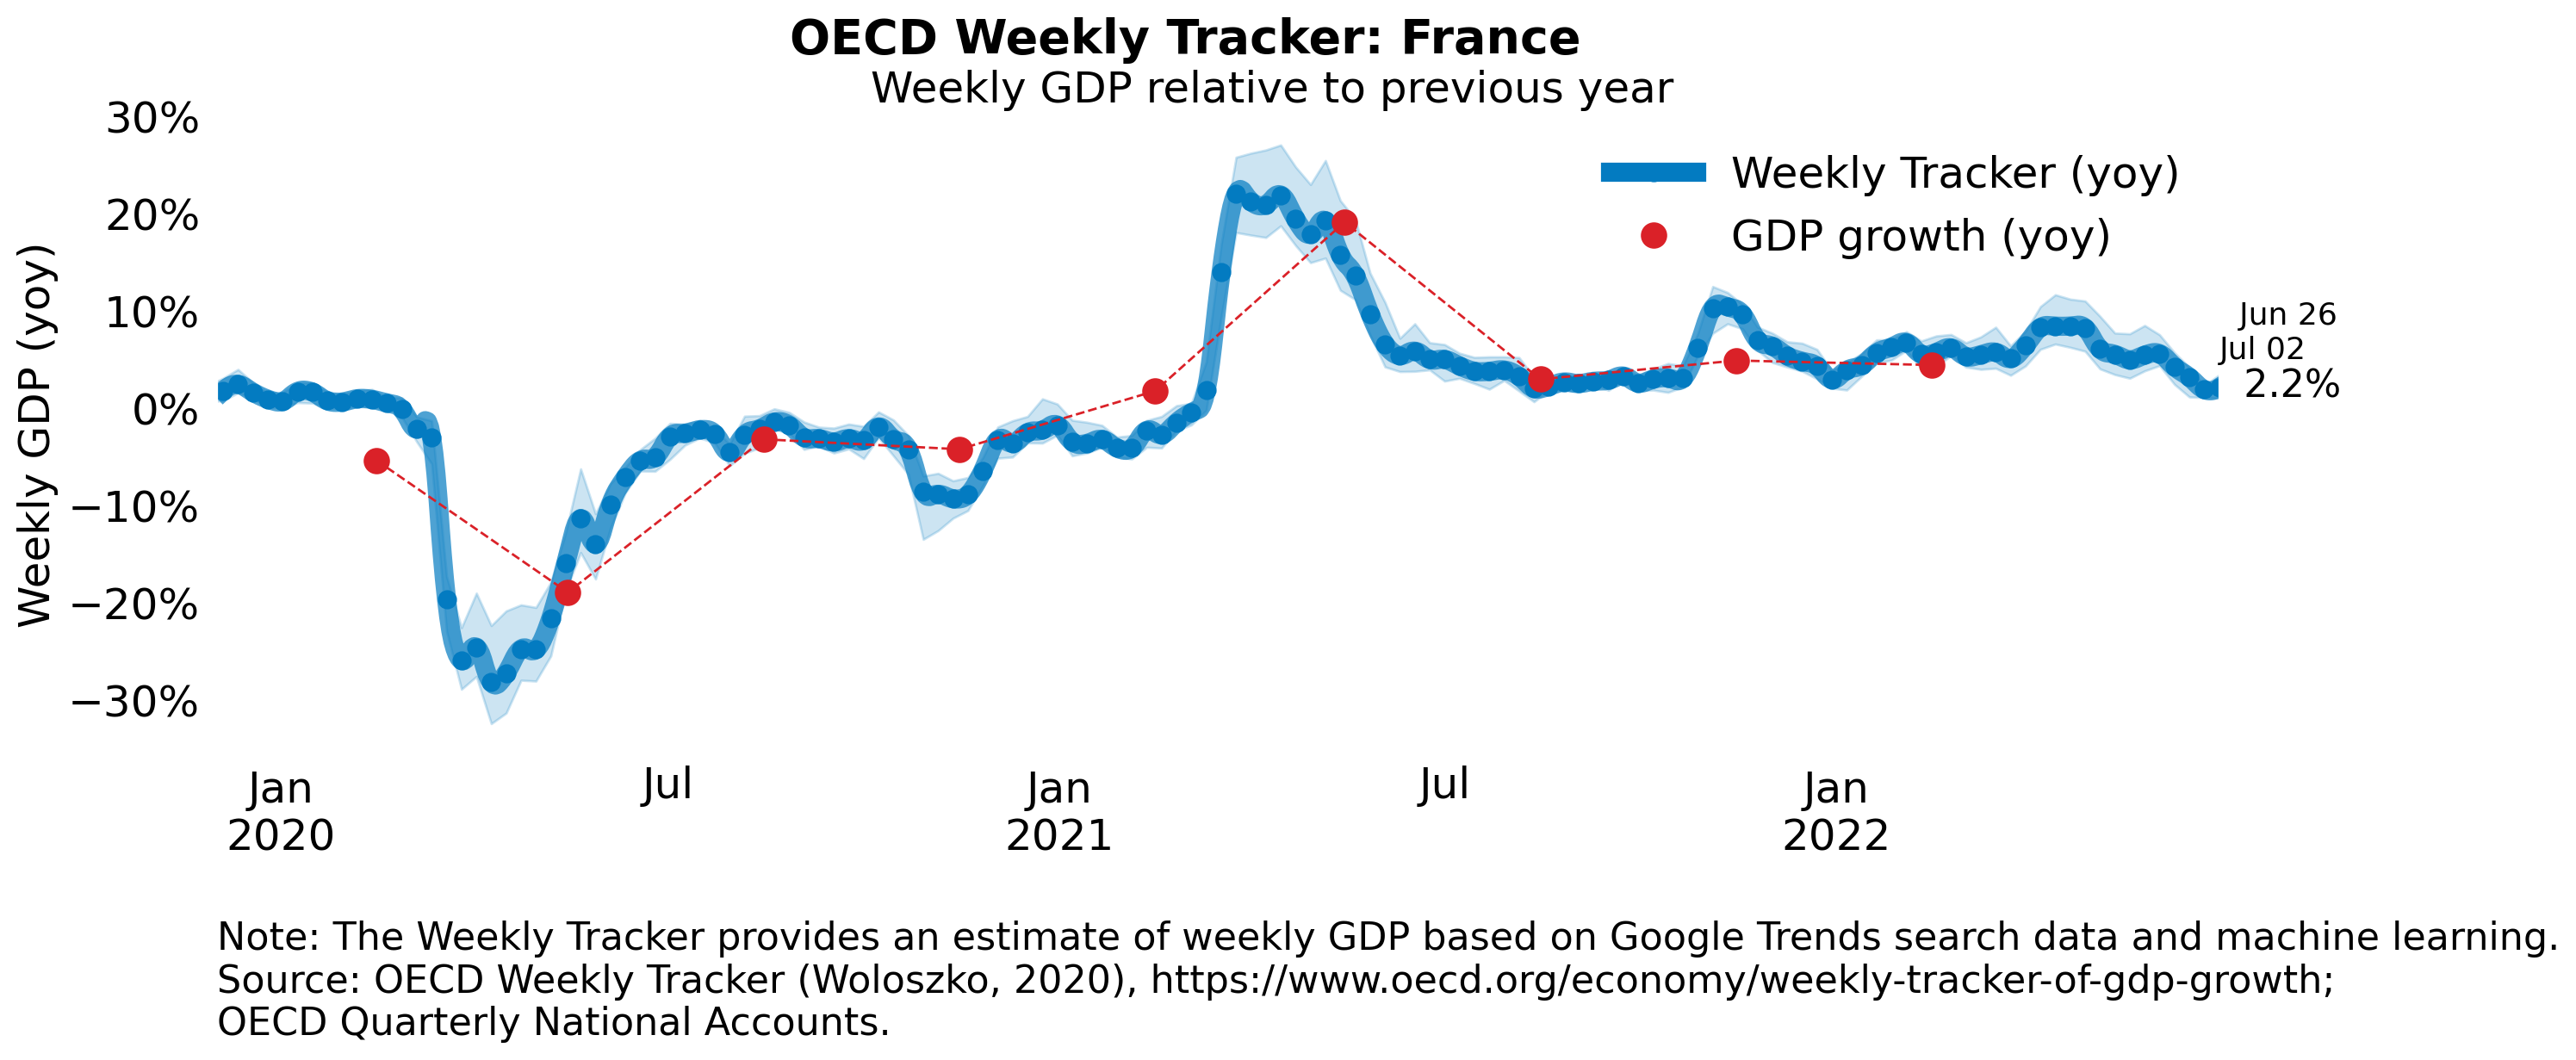 OECD Weekly Tracker: France
Weekly GDP relative to previous year
Weekly GDP (yoy)
30%
20%
10%
0%
−10%
−20%
−30%
Weekly Tracker (yoy)
GDP growth (yoy)
Jun 26
Jul 02
2.2%
Jan
2020
Jul
Jan
2021
Jul
Jan
2022
Note: The Weekly Tracker provides an estimate of weekly GDP based on Google Trends search data and machine learning.
Source: OECD Weekly Tracker (Woloszko, 2020), https://www.oecd.org/economy/weekly-tracker-of-gdp-growth;
OECD Quarterly National Accounts.